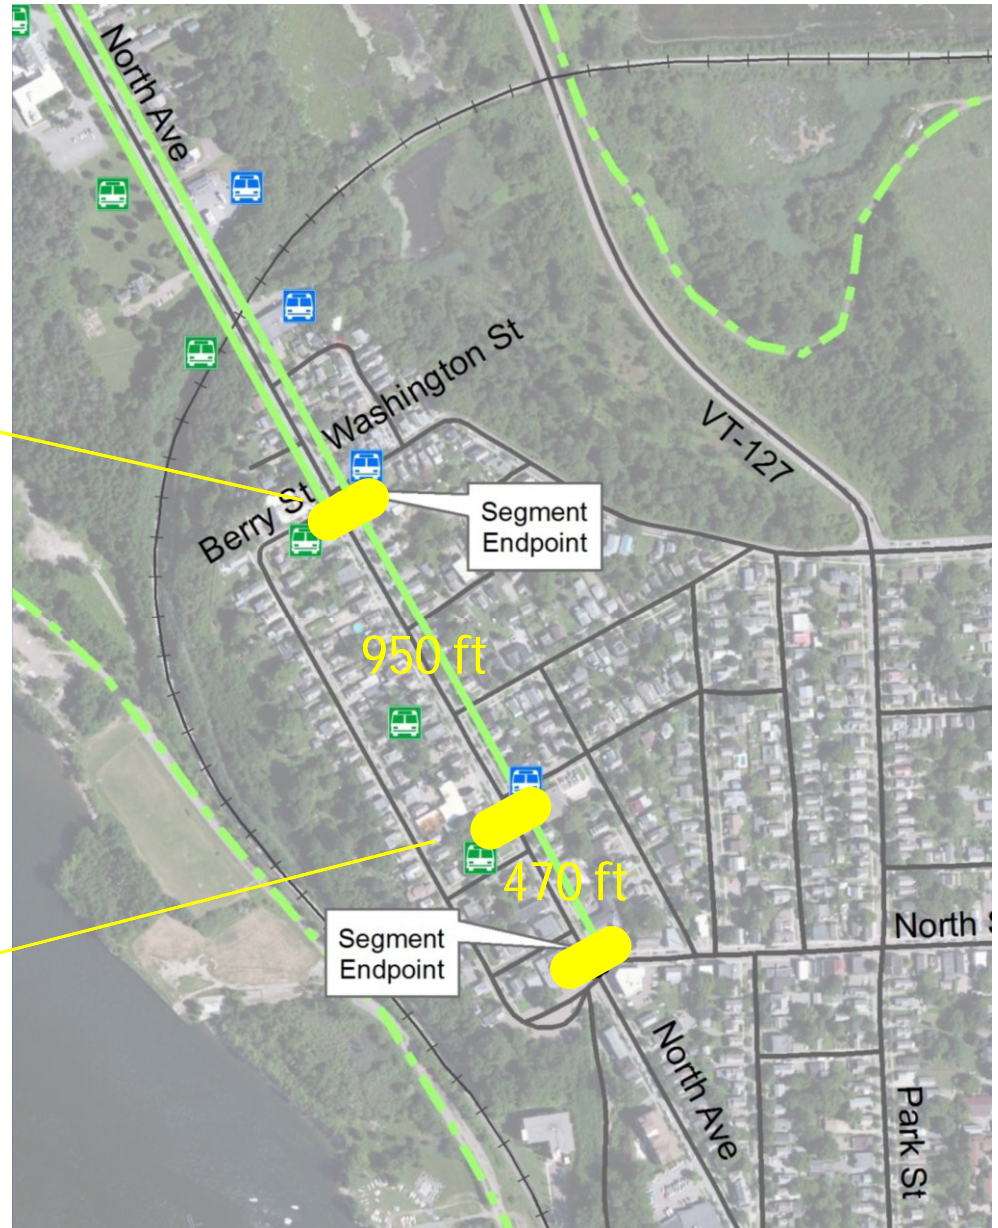 North Ave
Washington St
VT-127
Berry St
Segment
Endpoint
950 ft
470 ft
Segment
Endpoint
North S
North Ave
Park St